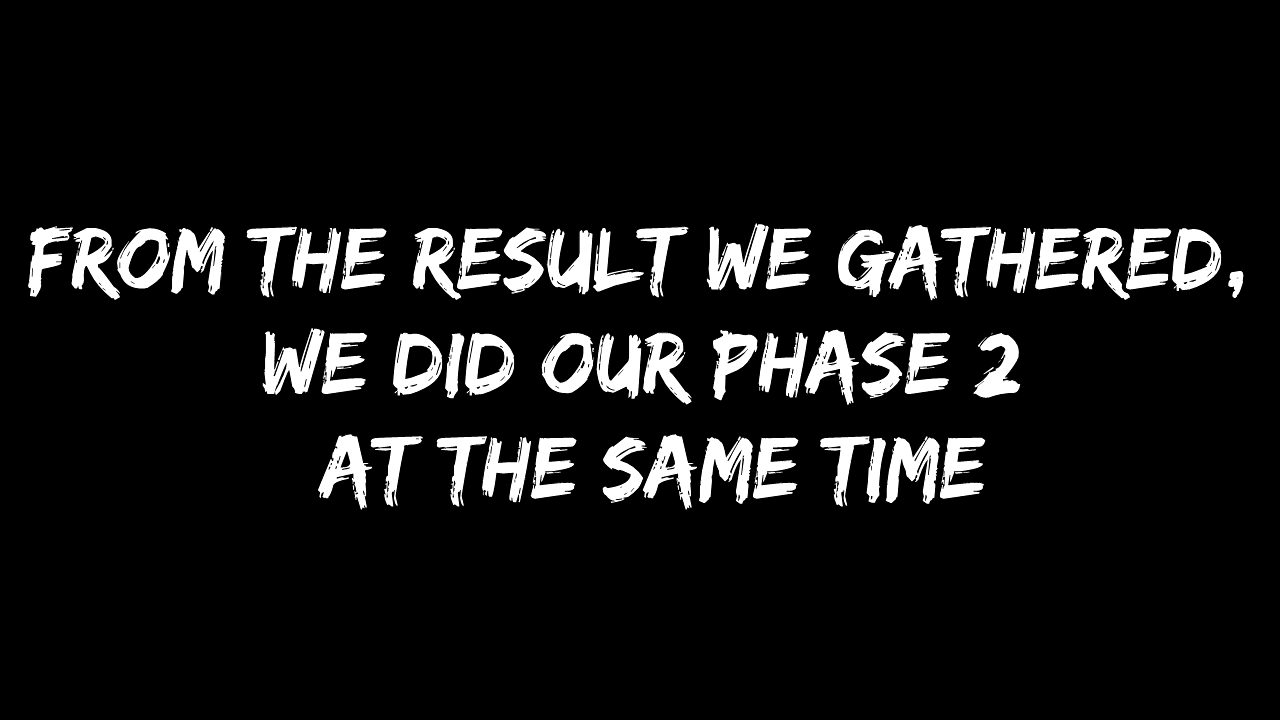 FROM THE RESULT WE GATHERED,
WE DID OUR PHASE 2
AT THE SAME TIME